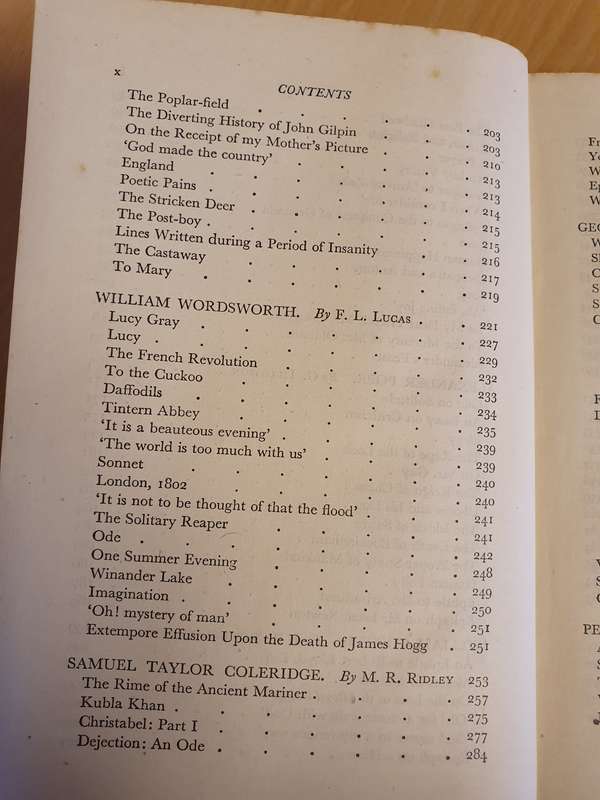 x
CONTENTS
The Poplar-field . . . . . . 203
The Diverting History of John Gilpin . . . 203
On the Receipt of my Mother's Picture . . . 210
'God made the country' . . . . . 213
England . . . . . . . 213
Poetic Pains . . . . . . . 214
The Stricken Deer . . . . . . 215
The Post-boy . . . . . . . 215
Lines Written during a Period of Insanity . . . 216
The Castaway . . . . . . 217
To Mary . . . . . . . 219
WILLIAM WORDSWORTH. By F. L. LUCAS . . 221
Lucy Gray . . . . . . . 227
Lucy . . . . . . . . 229
The French Revolution . . . . . 232
To the Cuckoo . . . . . . 233
Daffodils . . . . . . . 234
Tintern Abbey . . . . . . 235
'It is a beauteous evening' . . . . . 239
'The world is too much with us' . . . . 239
Sonnet . . . . . . . 240
London, 1802 . . . . . . 240
'It is not to be thought of that the flood' . . . 241
The Solitary Reaper . . . . . 241
Ode . . . . . . . . 242
One Summer Evening . . . . . 248
Winander Lake . . . . . . 249
Imagination . . . . . . . 250
'Oh! mystery of man' . . . . . 251
Extempore Effusion Upon the Death of James Hogg . 251
SAMUEL TAYLOR COLERIDGE. By M. R. RIDLEY 253
The Rime of the Ancient Mariner . . . . 257
Kubla Khan . . . . . . . 275
Christabel: Part I . . . . . . 277
Dejection: An Ode . . . . . . 284